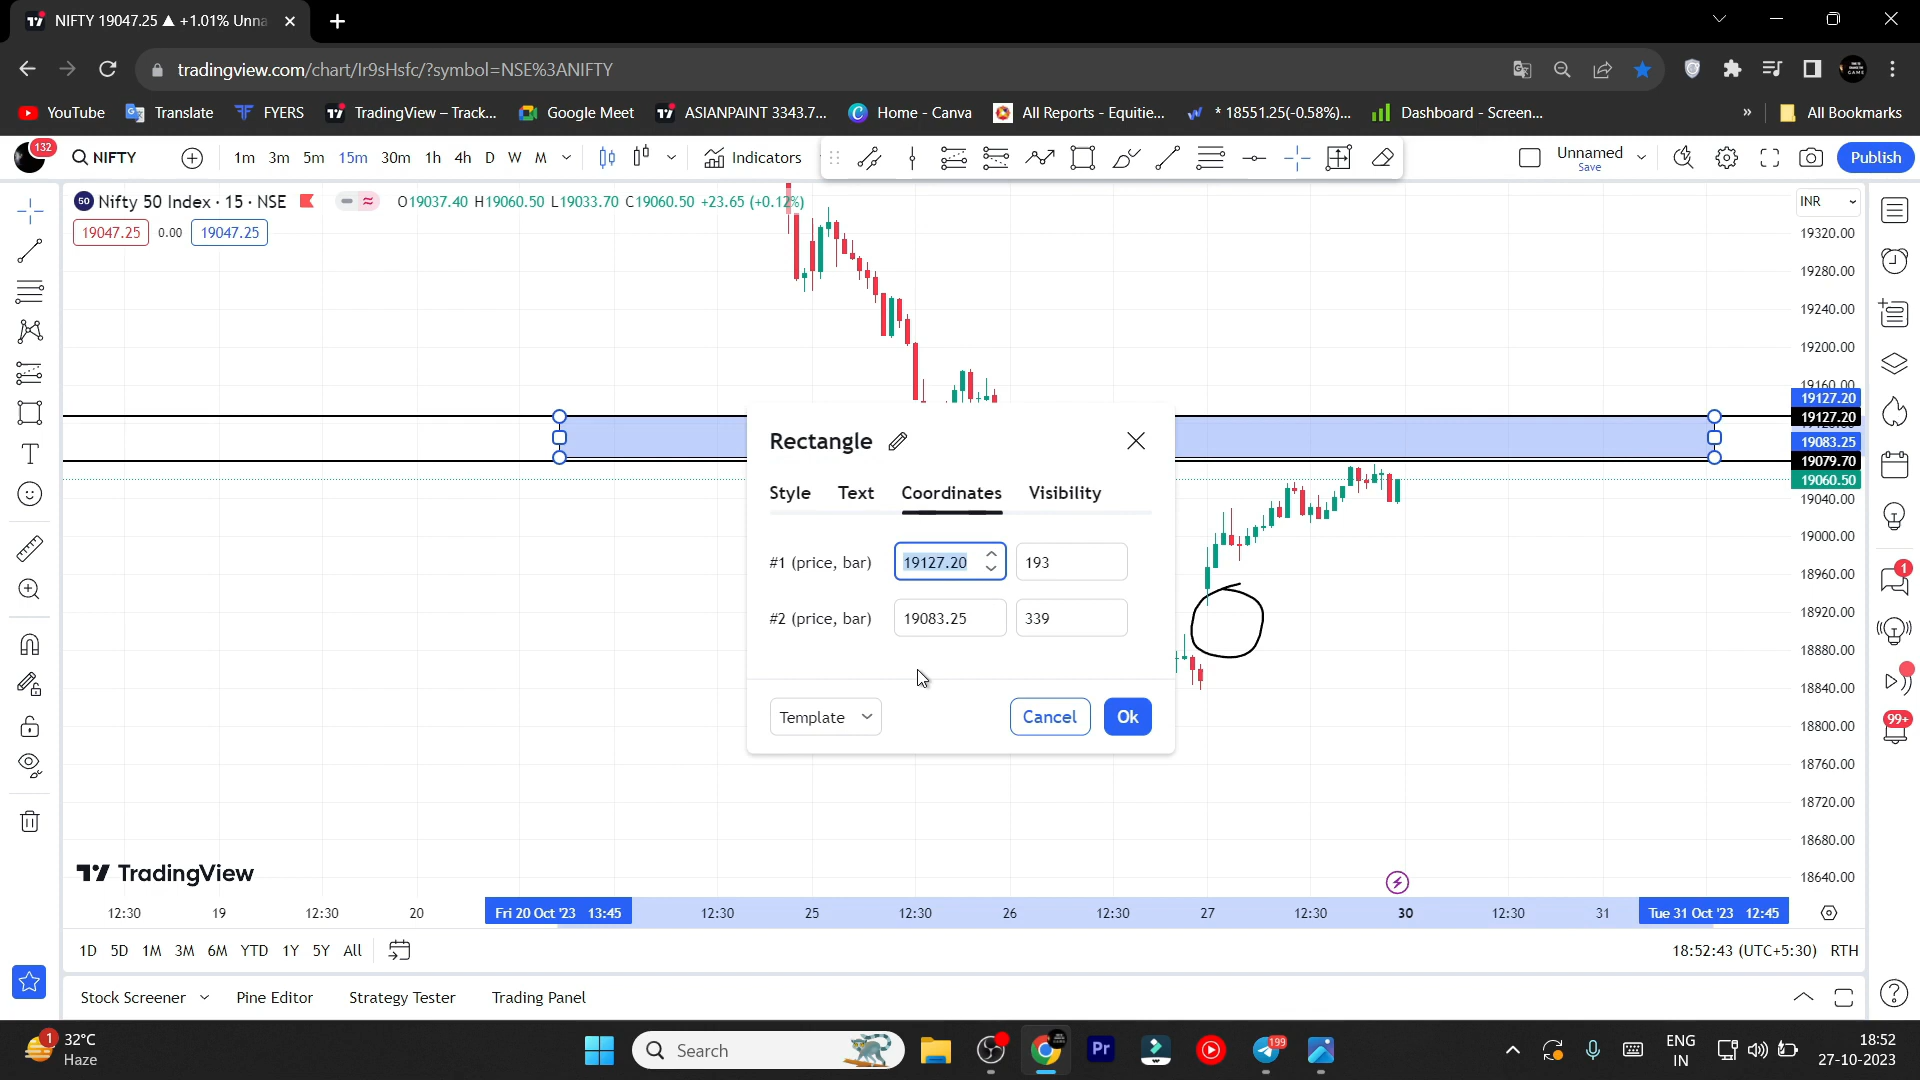 NIFTY 19047.25 ▲ +1.01% Unna
tradingview.com/chart/Ir9sHsfc/?symbol=NSE%3ANIFTY
YouTube Translate FYERS TradingView – Track... Google Meet ASIANPAINT 3343.7... Home - Canva All Reports - Equitie... * 18551.25(-0.58%)... Dashboard - Screen... » All Bookmarks
132 NIFTY 1m 3m 5m 15m 30m 1h 4h D W M Indicators Unnamed Save Publish
50 Nifty 50 Index · 15 · NSE O19037.40 H19060.50 L19033.70 C19060.50 +23.65 (+0.12%) INR
19047.25 0.00 19047.25
19320.00
19280.00
19240.00
19200.00
19160.00
19127.20
19127.20
19083.25
19079.70
19060.50
19040.00
19000.00
18960.00
18920.00
18880.00
18840.00
18800.00
18760.00
18720.00
18680.00
18640.00
Rectangle
Style Text Coordinates Visibility
#1 (price, bar) 19127.20 193
#2 (price, bar) 19083.25 339
Template Cancel Ok
1
99+
TradingView
12:30 19 12:30 20 Fri 20 Oct '23 13:45 12:30 25 12:30 26 12:30 27 12:30 30 12:30 31 Tue 31 Oct '23 12:45
1D 5D 1M 3M 6M YTD 1Y 5Y All 18:52:43 (UTC+5:30) RTH
Stock Screener Pine Editor Strategy Tester Trading Panel
1 32°C
Haze
Search
Pr
199
ENG
IN
18:52
27-10-2023